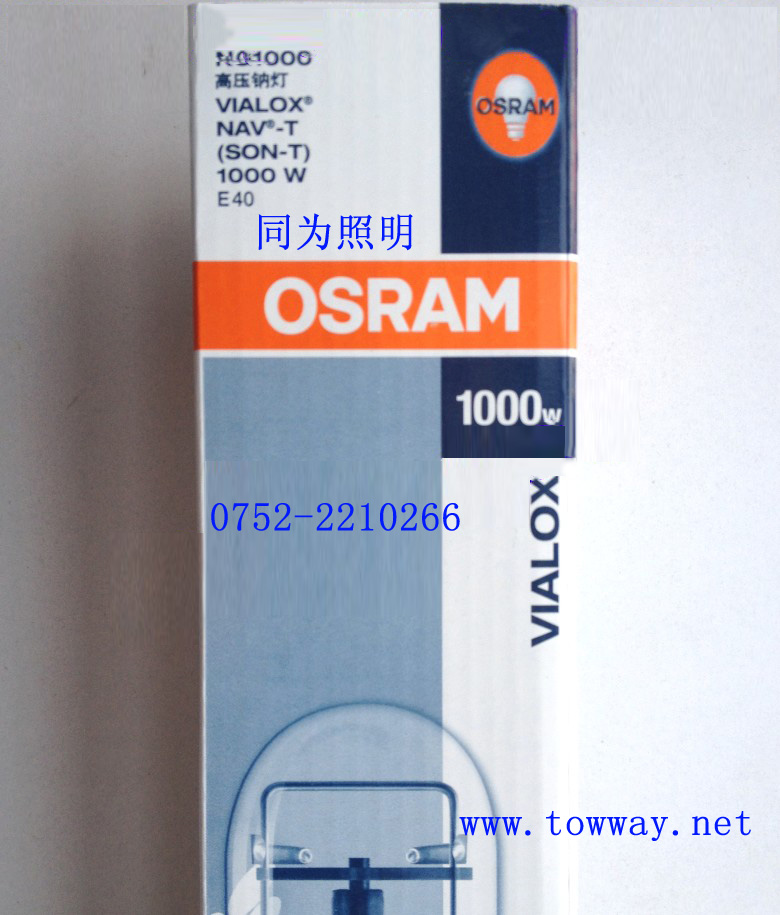 高压钠灯
VIALOX®
NAV®-T
(SON-T)
1000 W
E40
OSRAM
同为照明
OSRAM
1000w
0752-2210266
VIALOX
www.towway.net